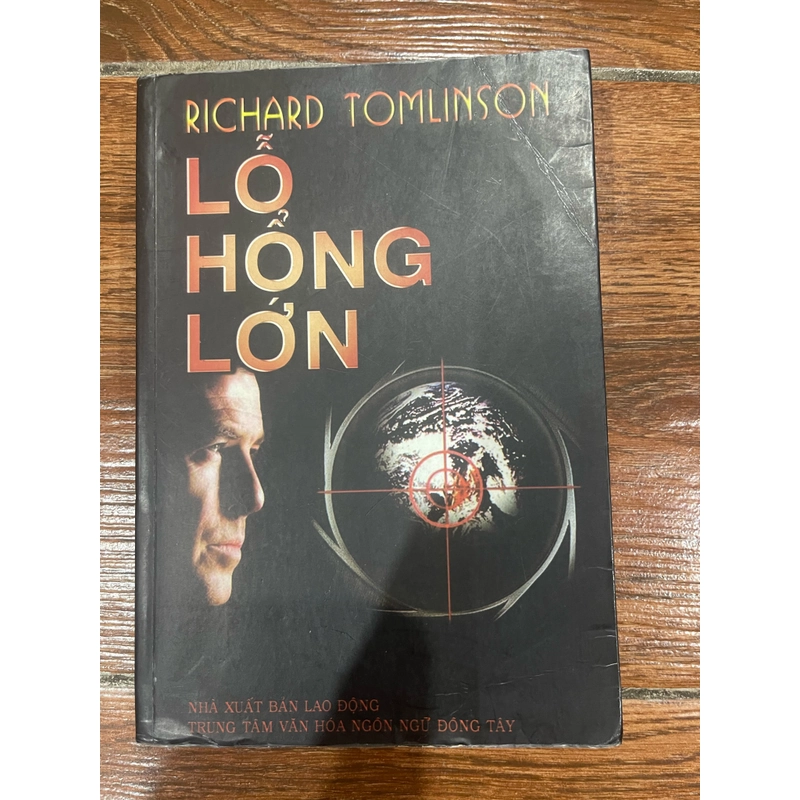 RICHARD TOMLINSON
LỖ
HỔNG
LỚN
NHÀ XUẤT BẢN LAO ĐỘNG
TRUNG TÂM VĂN HÓA NGÔN NGỮ ĐÔNG TÂY